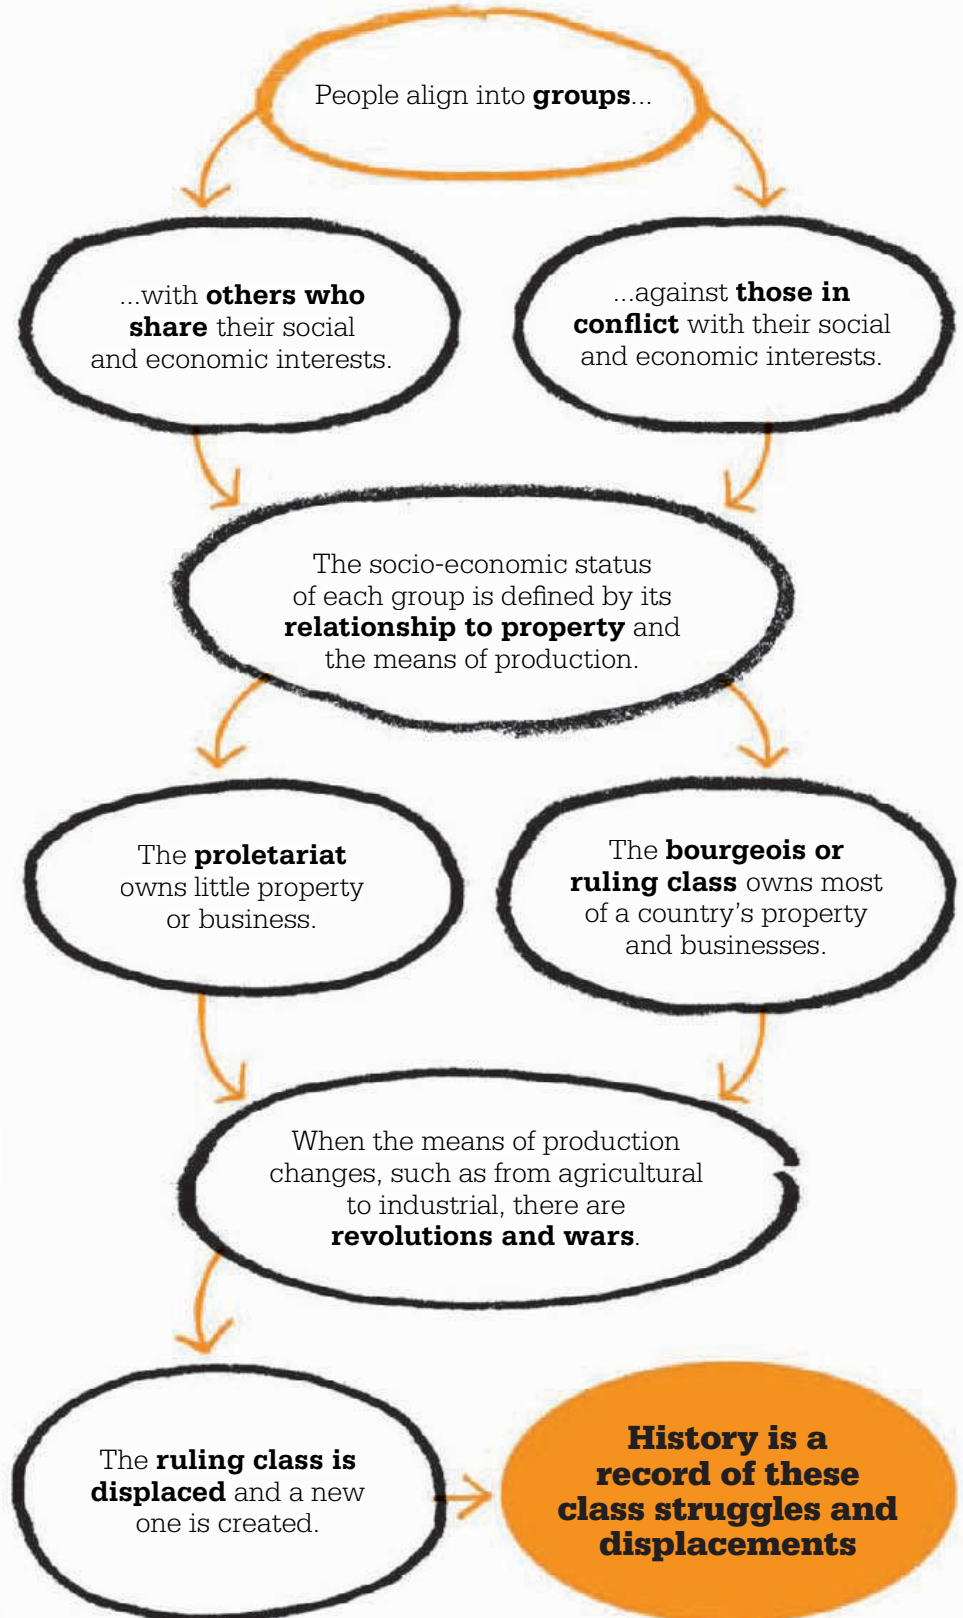 People align into groups...
...with others who
share their social
and economic interests.
...against those in
conflict with their social
and economic interests.
The socio-economic status
of each group is defined by its
relationship to property and
the means of production.
The proletariat
owns little property
or business.
The bourgeois or
ruling class owns most
of a country's property
and businesses.
When the means of production
changes, such as from agricultural
to industrial, there are
revolutions and wars.
The ruling class is
displaced and a new
one is created.
History is a
record of these
class struggles and
displacements